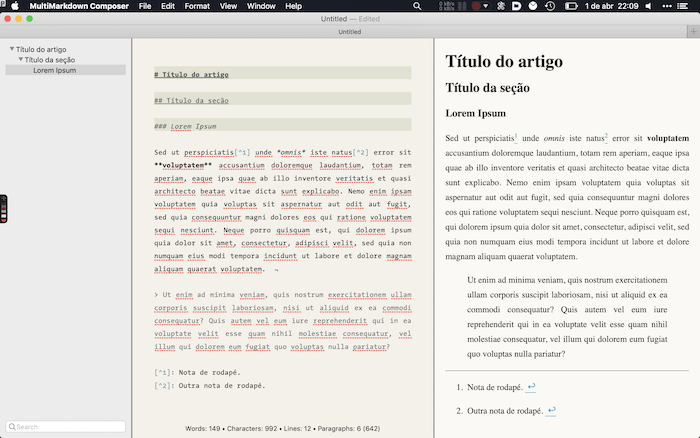 MultiMarkdown Composer File Edit Format View Window Help 0 kB/s 0 kB/s 1 de abr 22:09
Untitled — Edited
Untitled
Título do artigo
Título da seção
Lorem Ipsum
Search
# Título do artigo
## Título da seção
### Lorem Ipsum
Sed ut perspiciatis[^1] unde *omnis* iste natus[^2] error sit
**voluptatem** accusantium doloremque laudantium, totam rem
aperiam, eaque ipsa quae ab illo inventore veritatis et quasi
architecto beatae vitae dicta sunt explicabo. Nemo enim ipsam
voluptatem quia voluptas sit aspernatur aut odit aut fugit,
sed quia consequuntur magni dolores eos qui ratione voluptatem
sequi nesciunt. Neque porro quisquam est, qui dolorem ipsum
quia dolor sit amet, consectetur, adipisci velit, sed quia non
numquam eius modi tempora incidunt ut labore et dolore magnam
aliquam quaerat voluptatem. ¬
> Ut enim ad minima veniam, quis nostrum exercitationem ullam
corporis suscipit laboriosam, nisi ut aliquid ex ea commodi
consequatur? Quis autem vel eum iure reprehenderit qui in ea
voluptate velit esse quam nihil molestiae consequatur, vel
illum qui dolorem eum fugiat quo voluptas nulla pariatur?
[^1]: Nota de rodapé.
[^2]: Outra nota de rodapé.
Words: 149 • Characters: 992 • Lines: 12 • Paragraphs: 6 (642)
Título do artigo
Título da seção
Lorem Ipsum
Sed ut perspiciatis1 unde omnis iste natus2 error sit voluptatem
accusantium doloremque laudantium, totam rem aperiam, eaque ipsa
quae ab illo inventore veritatis et quasi architecto beatae vitae dicta
sunt explicabo. Nemo enim ipsam voluptatem quia voluptas sit
aspernatur aut odit aut fugit, sed quia consequuntur magni dolores
eos qui ratione voluptatem sequi nesciunt. Neque porro quisquam est,
qui dolorem ipsum quia dolor sit amet, consectetur, adipisci velit, sed
quia non numquam eius modi tempora incidunt ut labore et dolore
magnam aliquam quaerat voluptatem.
Ut enim ad minima veniam, quis nostrum exercitationem
ullam corporis suscipit laboriosam, nisi ut aliquid ex ea
commodi consequatur? Quis autem vel eum iure
reprehenderit qui in ea voluptate velit esse quam nihil
molestiae consequatur, vel illum qui dolorem eum fugiat
quo voluptas nulla pariatur?
1. Nota de rodapé. ↩
2. Outra nota de rodapé. ↩